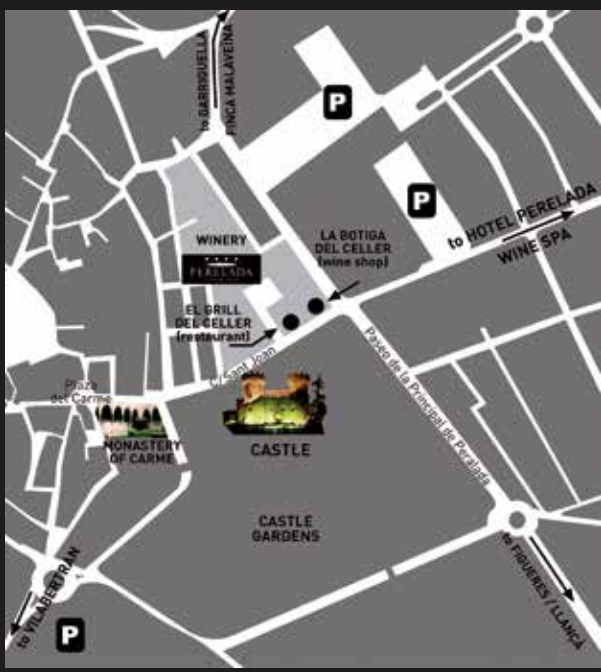 to GARRIGUELLA
FINCA MALAVEINA
P
P
to HOTEL PERELADA
WINE SPA
LA BOTIGA
DEL CELLER
(wine shop)
WINERY
PERELADA
EL GRILL
DEL CELLER
(restaurant)
C/Sant Joan
Paseo de la Principal de Peralada
Plaza
del Carme
MONASTERY
OF CARME
CASTLE
CASTLE
GARDENS
to FIGUERES / LLANÇÀ
to VILABERTRAN
P